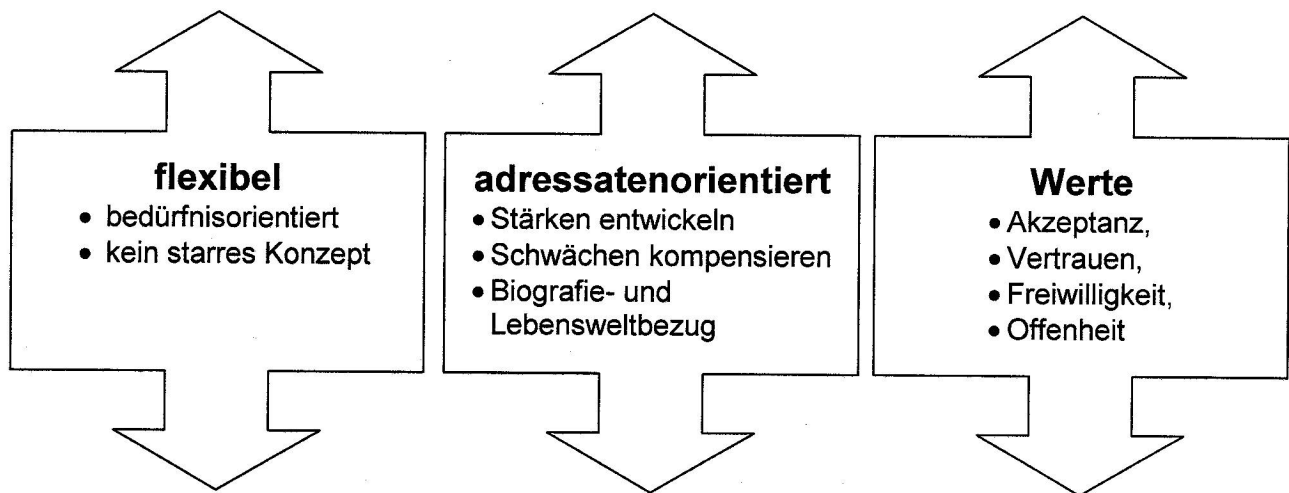 flexibel
• bedürfnisorientiert
• kein starres Konzept
adressatenorientiert
• Stärken entwickeln
• Schwächen kompensieren
• Biografie- und
Lebensweltbezug
Werte
• Akzeptanz,
• Vertrauen,
• Freiwilligkeit,
• Offenheit